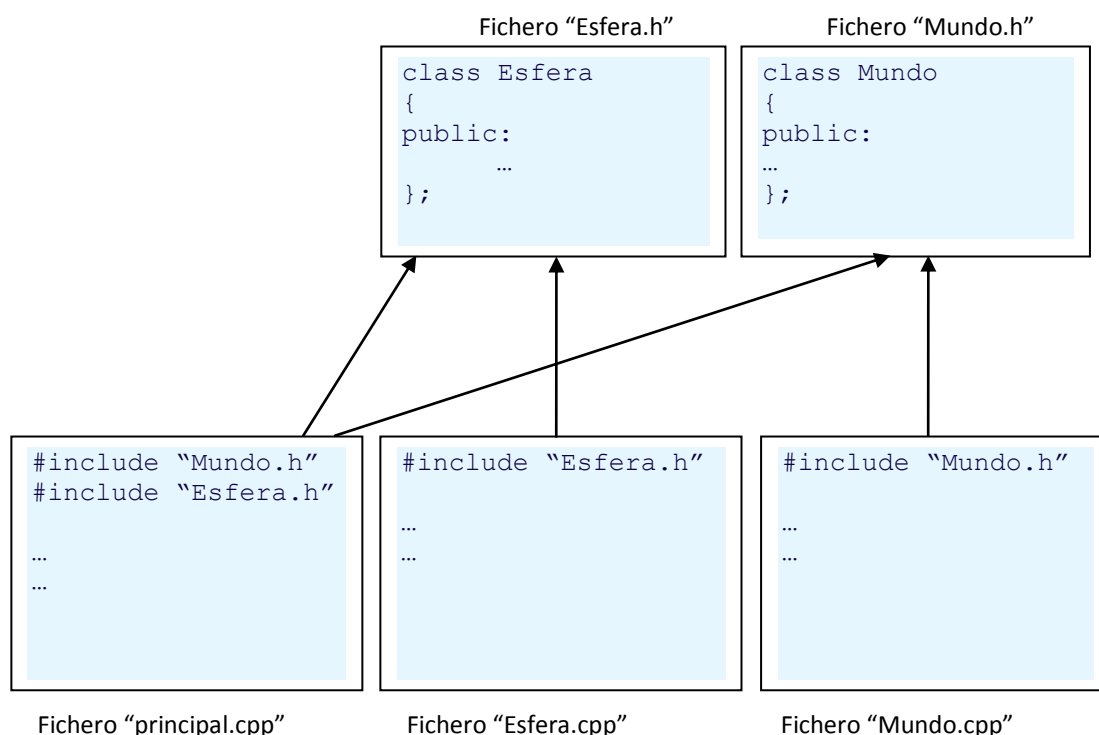 Fichero “Esfera.h”
class Esfera
{
public:
…
};
Fichero “Mundo.h”
class Mundo
{
public:
…
};
#include “Mundo.h”
#include “Esfera.h”
…
…
Fichero “principal.cpp”
#include “Esfera.h”
…
…
Fichero “Esfera.cpp”
#include “Mundo.h”
…
…
Fichero “Mundo.cpp”